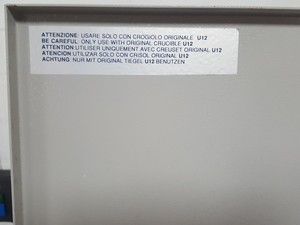 ATTENZIONE: USARE SOLO CON CROGIOLO ORIGINALE U12
BE CAREFUL: ONLY USE WITH ORIGINAL CRUCIBLE U12
ATTENTION UTILISER UNIQUEMENT AVEC CREUSET ORIGINAL U12
ATENCION UTILIZAR SOLO CON CRISOL ORIGINAL U12
ACHTUNG: NUR MIT ORIGINAL TIEGEL U12 BENUTZEN